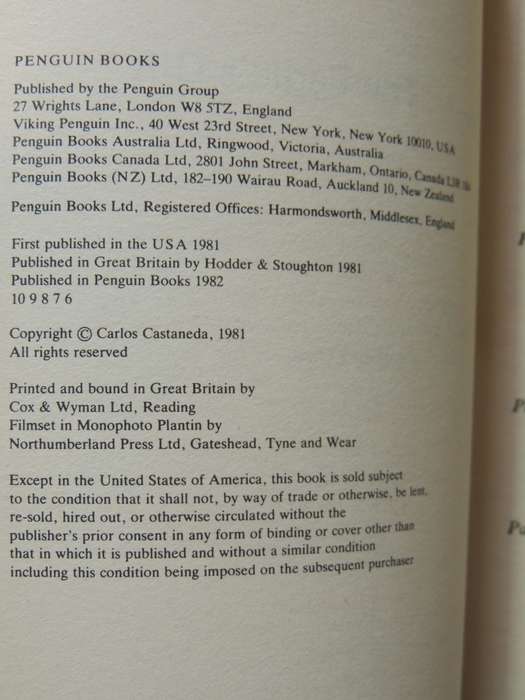 PENGUIN BOOKS
Published by the Penguin Group
27 Wrights Lane, London W8 5TZ, England
Viking Penguin Inc., 40 West 23rd Street, New York, New York 10010, USA
Penguin Books Australia Ltd, Ringwood, Victoria, Australia
Penguin Books Canada Ltd, 2801 John Street, Markham, Ontario, Canada L3R
Penguin Books (NZ) Ltd, 182–190 Wairau Road, Auckland 10, New Zealand
Penguin Books Ltd, Registered Offices: Harmondsworth, Middlesex, England
First published in the USA 1981
Published in Great Britain by Hodder & Stoughton 1981
Published in Penguin Books 1982
10 9 8 7 6
Copyright © Carlos Castaneda, 1981
All rights reserved
Printed and bound in Great Britain by
Cox & Wyman Ltd, Reading
Filmset in Monophoto Plantin by
Northumberland Press Ltd, Gateshead, Tyne and Wear
Except in the United States of America, this book is sold subject
to the condition that it shall not, by way of trade or otherwise, be lent,
re-sold, hired out, or otherwise circulated without the
publisher's prior consent in any form of binding or cover other than
that in which it is published and without a similar condition
including this condition being imposed on the subsequent purchaser